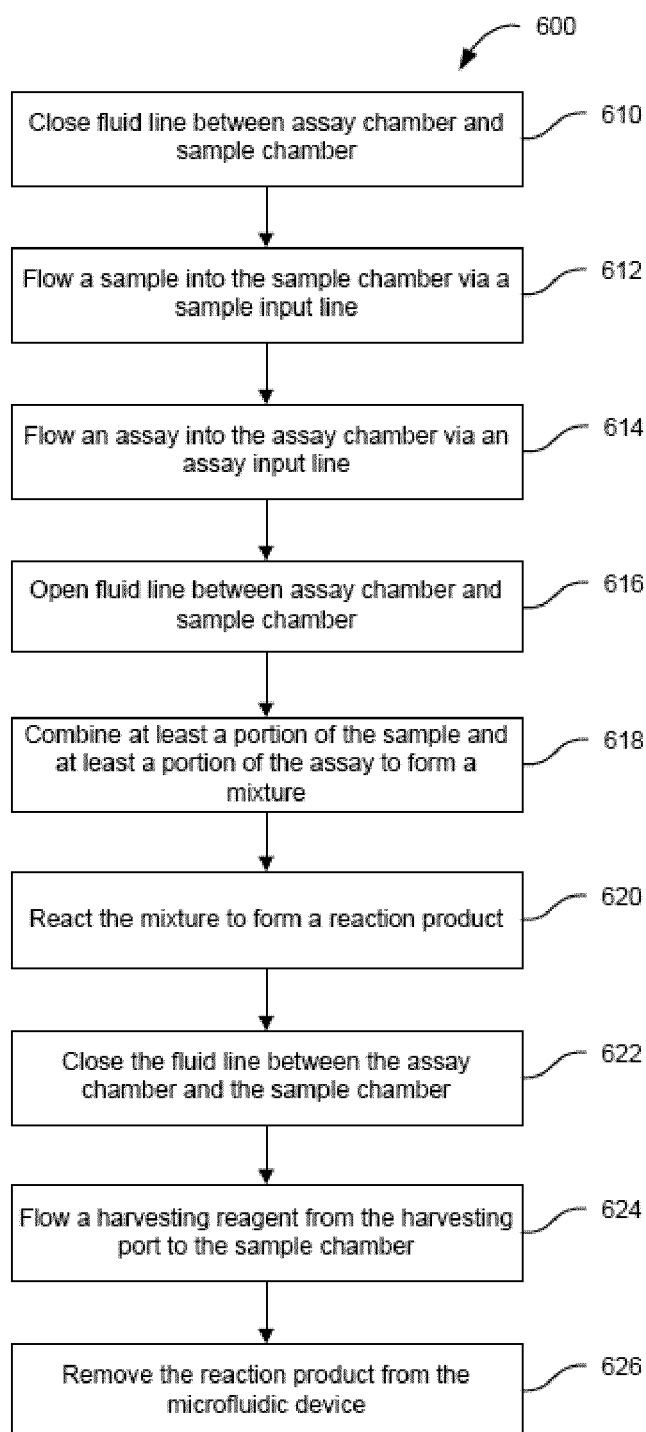 600
Close fluid line between assay chamber and
sample chamber
610
Flow a sample into the sample chamber via a
sample input line
612
Flow an assay into the assay chamber via an
assay input line
614
Open fluid line between assay chamber and
sample chamber
616
Combine at least a portion of the sample and
at least a portion of the assay to form a
mixture
618
React the mixture to form a reaction product
620
Close the fluid line between the assay
chamber and the sample chamber
622
Flow a harvesting reagent from the harvesting
port to the sample chamber
624
Remove the reaction product from the
microfluidic device
626